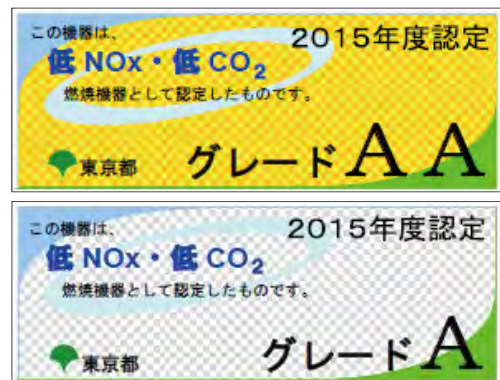 この機器は、
2015年度認定
低NOx・低CO₂
燃焼機器として認定したものです。
東京都
グレードAA
この機器は、
2015年度認定
低NOx・低CO₂
燃焼機器として認定したものです。
東京都
グレードA